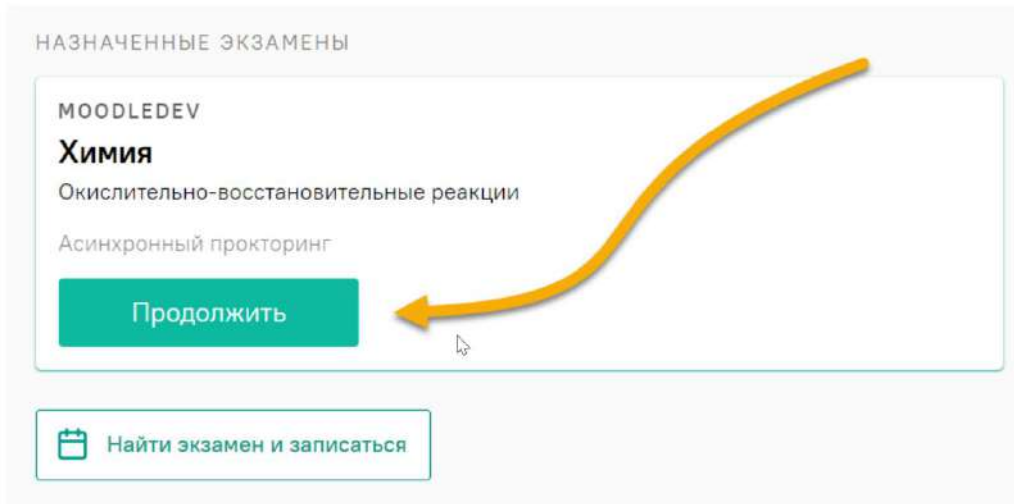 НАЗНАЧЕННЫЕ ЭКЗАМЕНЫ
MOODLEDEV
Химия
Окислительно-восстановительные реакции
Асинхронный прокторинг
Продолжить
Найти экзамен и записаться